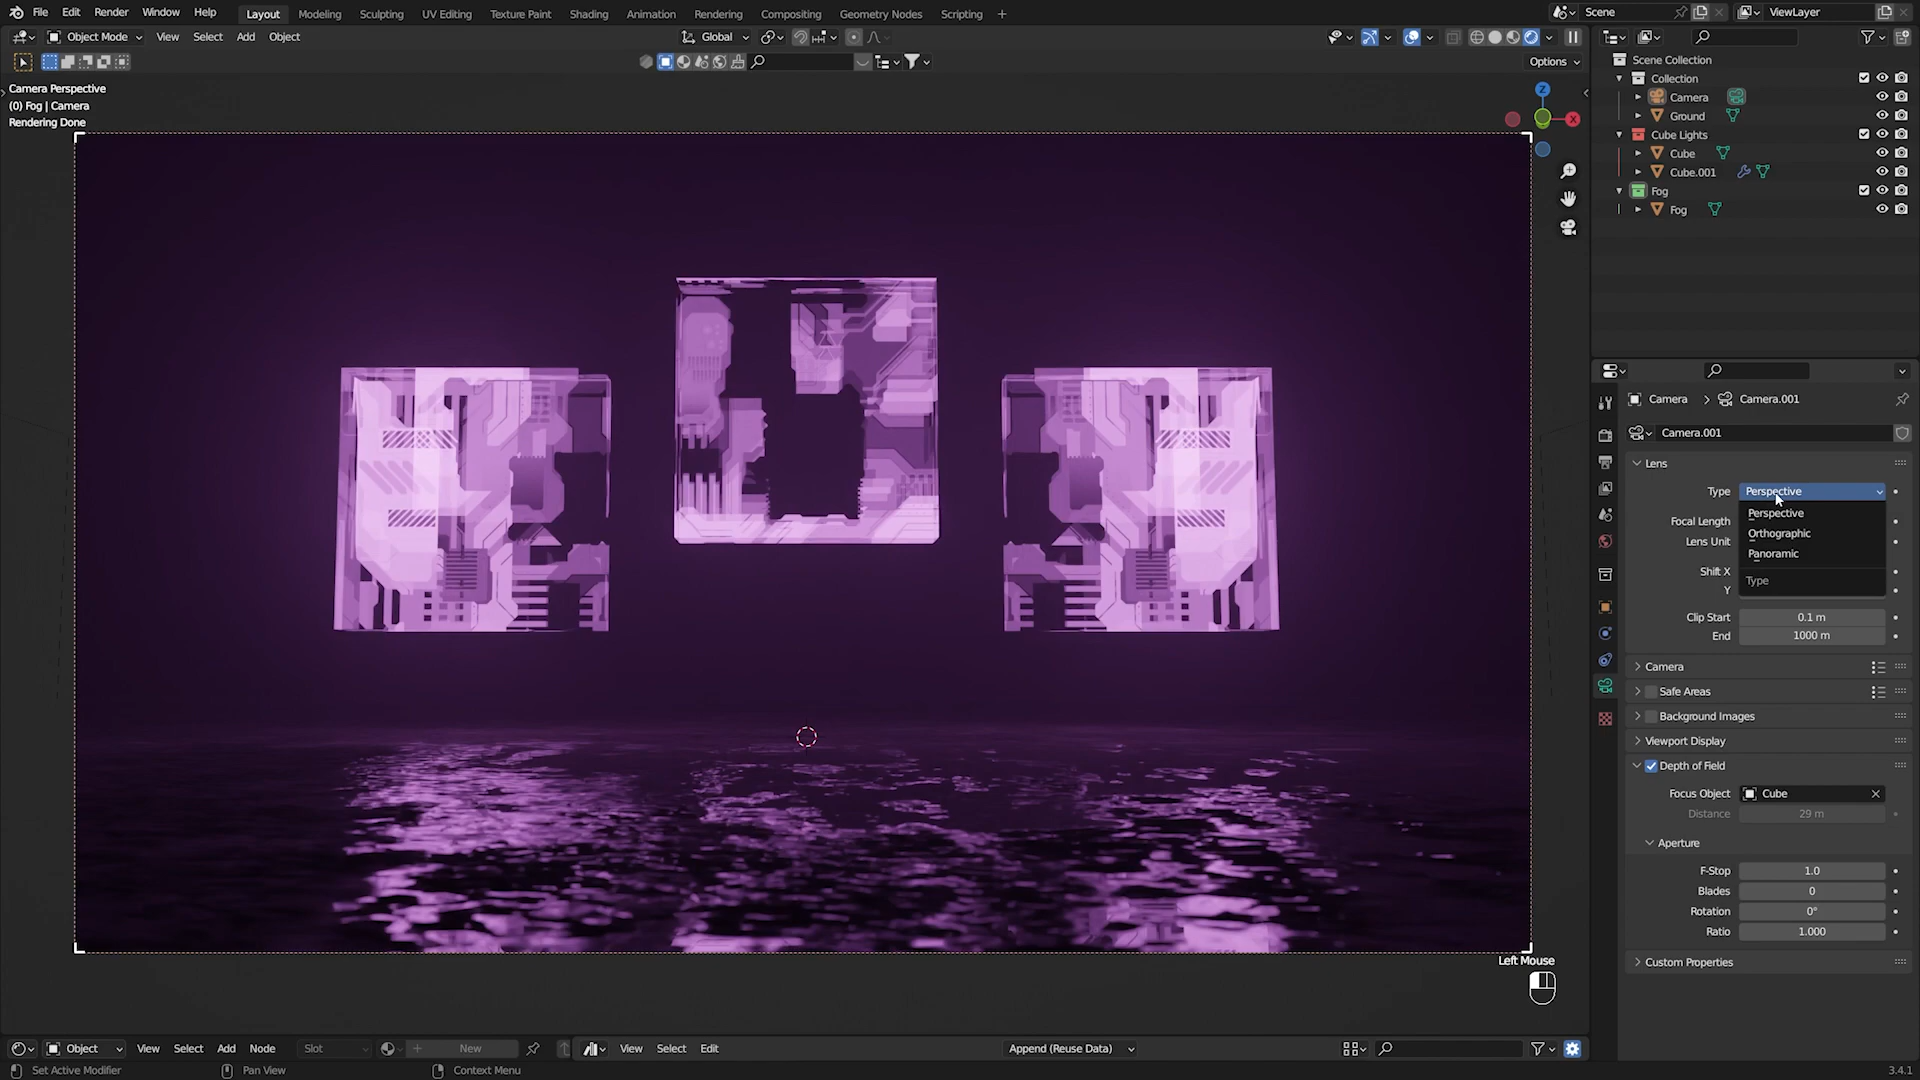 File Edit Render Window Help Layout Modeling Sculpting UV Editing Texture Paint Shading Animation Rendering Compositing Geometry Nodes Scripting + Scene ViewLayer
Object Mode View Select Add Object Global
Options
Camera Perspective
(0) Fog | Camera
Rendering Done
Z
X
Scene Collection
Collection
Camera
Ground
Cube Lights
Cube
Cube.001
Fog
Fog
Camera > Camera.001
Camera.001
Lens
Type Perspective
Perspective
Orthographic
Panoramic
Type
Focal Length
Lens Unit
Shift X
Y
Clip Start 0.1 m
End 1000 m
Camera
Safe Areas
Background Images
Viewport Display
Depth of Field
Focus Object Cube
Distance 29 m
Aperture
F-Stop 1.0
Blades 0
Rotation 0°
Ratio 1.000
Custom Properties
Left Mouse
Object View Select Add Node Slot New View Select Edit Append (Reuse Data)
Set Active Modifier Pan View Context Menu 3.4.1